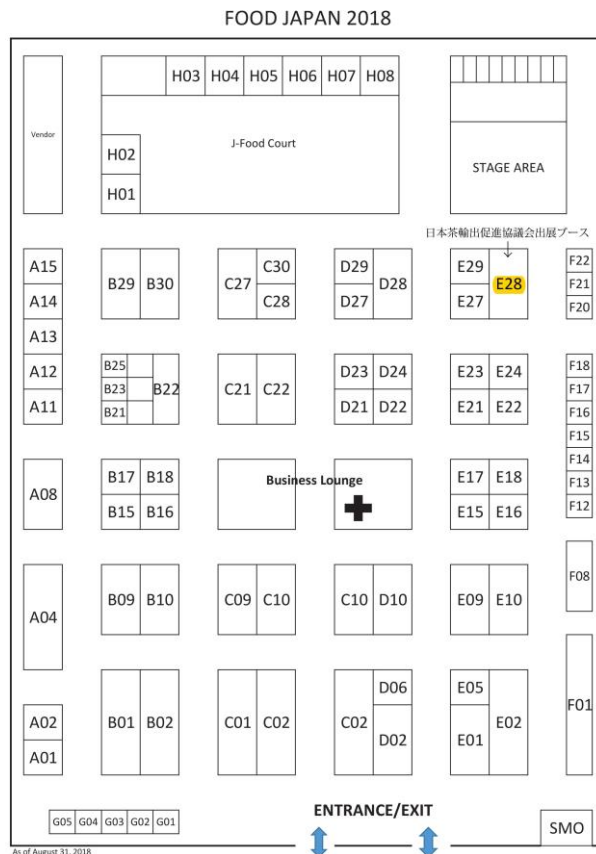 FOOD JAPAN 2018
Vendor
H03 H04 H05 H06 H07 H08
J-Food Court
H02
H01
STAGE AREA
日本茶輸出促進協議会出展ブース
A15
A14
A13
A12
A11
B29 B30
C27
C30
C28
D29
D27
D28
E29
E27
E28
F22
F21
F20
B25
B23
B21
B22
C21 C22
D23 D24
D21 D22
E23 E24
E21 E22
F18
F17
F16
F15
F14
F13
F12
A08
B17 B18
B15 B16
Business Lounge
E17 E18
E15 E16
A04
B09 B10
C09 C10
C10 D10
E09 E10
F08
A02
A01
B01 B02
C01 C02
C02
D06
D02
E05
E01
E02
F01
G05 G04 G03 G02 G01
ENTRANCE/EXIT
SMO
As of August 31, 2018